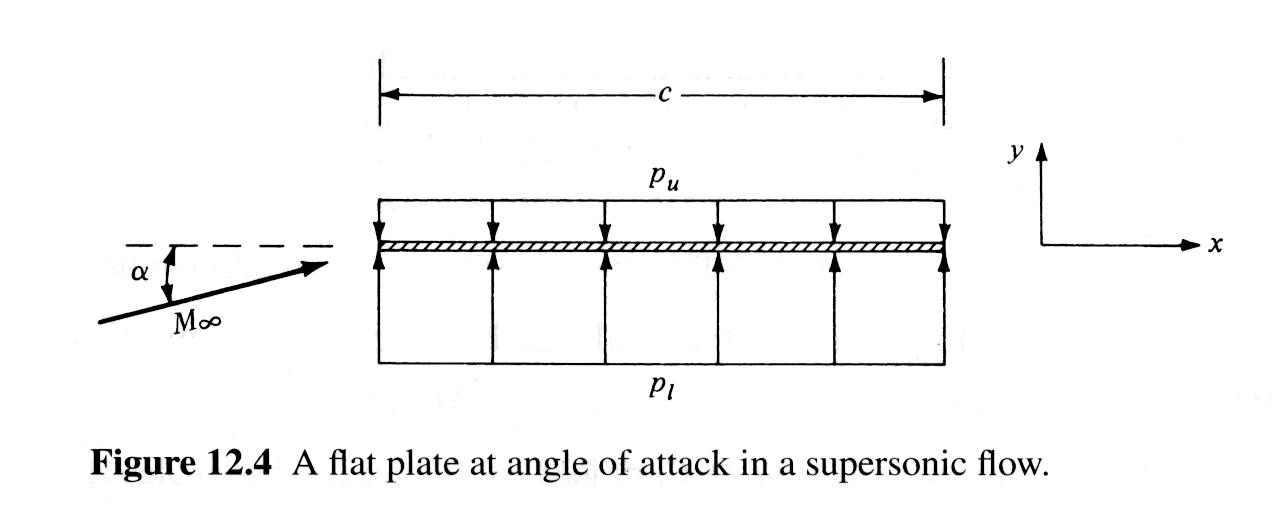 c
y
p_u
x
α
M∞
p_l
Figure 12.4 A flat plate at angle of attack in a supersonic flow.